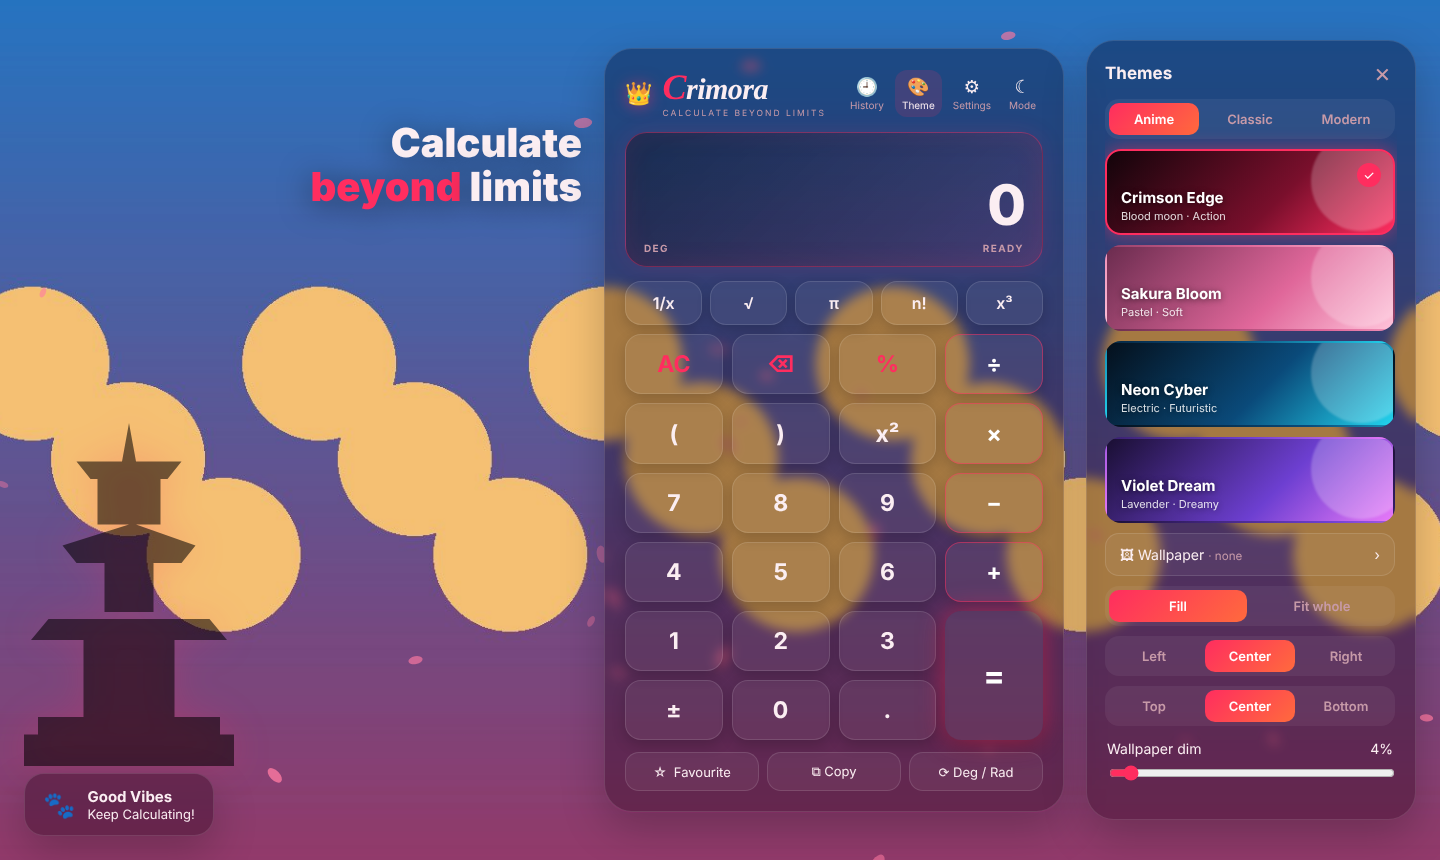 Calculate
beyond limits
Crimora
CALCULATE BEYOND LIMITS
History
Theme
Settings
Mode
0
DEG
READY
1/x
√
π
n!
x³
AC
%
÷
(
)
x²
×
7
8
9
−
4
5
6
+
1
2
3
=
±
0
.
☆ Favourite
⧉ Copy
⟳ Deg / Rad
Good Vibes
Keep Calculating!
Themes
Anime
Classic
Modern
Crimson Edge
Blood moon · Action
Sakura Bloom
Pastel · Soft
Neon Cyber
Electric · Futuristic
Violet Dream
Lavender · Dreamy
Wallpaper · none
Fill
Fit whole
Left
Center
Right
Top
Center
Bottom
Wallpaper dim
4%